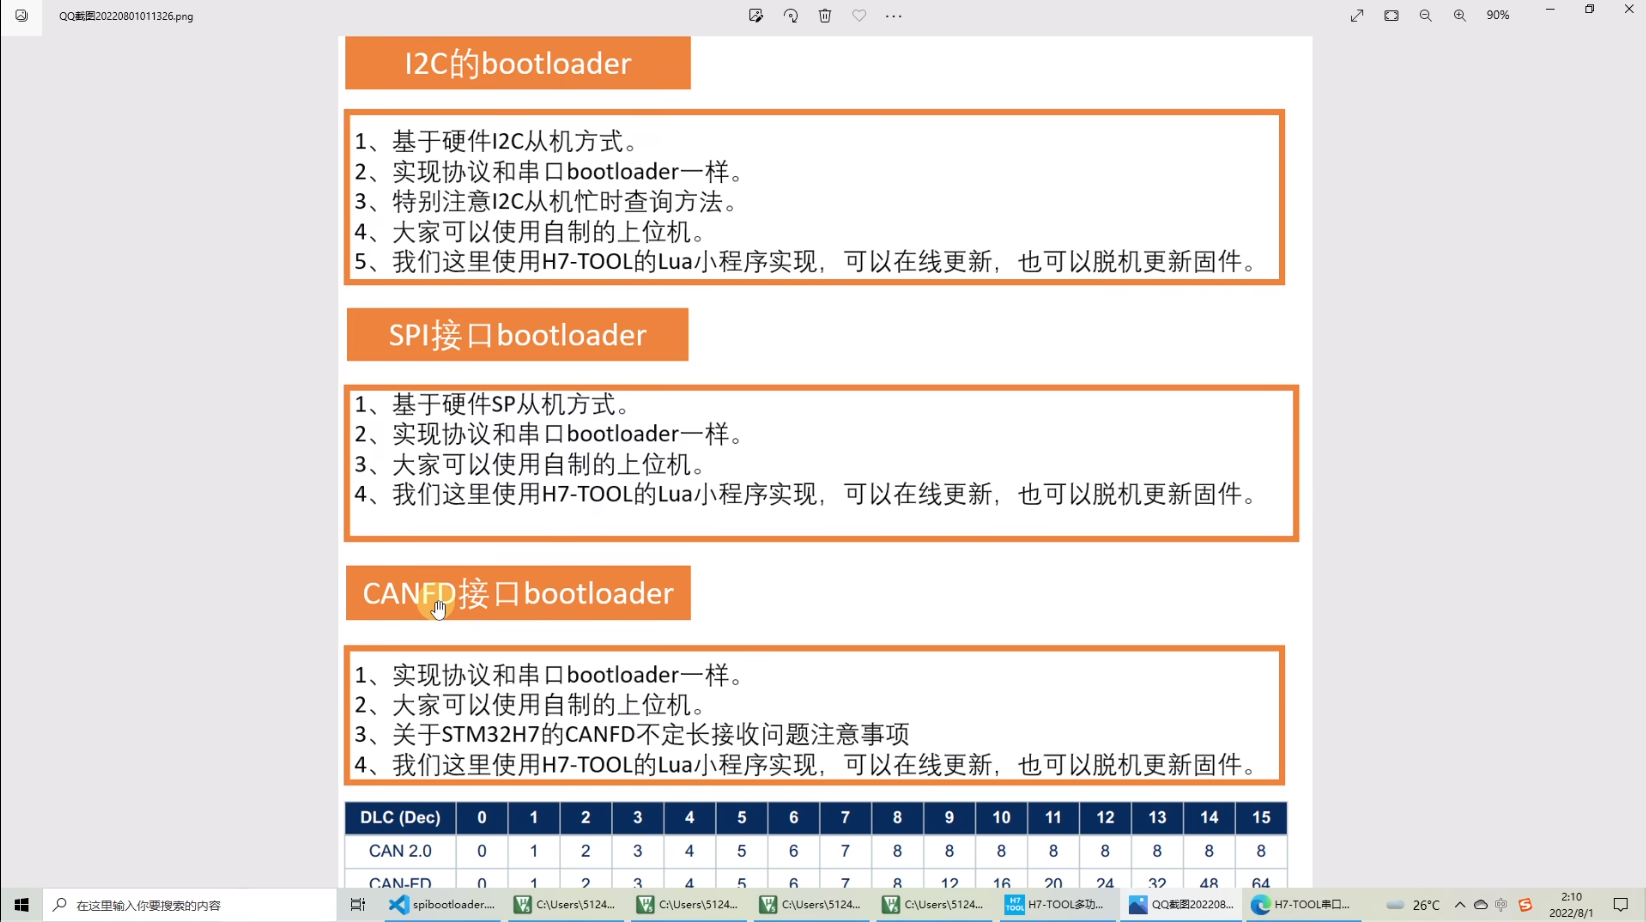 QQ截图20220801011326.png
90%
I2C的bootloader
1、基于硬件I2C从机方式。
2、实现协议和串口bootloader一样。
3、特别注意I2C从机忙时查询方法。
4、大家可以使用自制的上位机。
5、我们这里使用H7-TOOL的Lua小程序实现，可以在线更新，也可以脱机更新固件。
SPI接口bootloader
1、基于硬件SP从机方式。
2、实现协议和串口bootloader一样。
3、大家可以使用自制的上位机。
4、我们这里使用H7-TOOL的Lua小程序实现，可以在线更新，也可以脱机更新固件。
CANFD接口bootloader
1、实现协议和串口bootloader一样。
2、大家可以使用自制的上位机。
3、关于STM32H7的CANFD不定长接收问题注意事项
4、我们这里使用H7-TOOL的Lua小程序实现，可以在线更新，也可以脱机更新固件。
DLC (Dec) 0 1 2 3 4 5 6 7 8 9 10 11 12 13 14 15
CAN 2.0 0 1 2 3 4 5 6 7 8 8 8 8 8 8 8 8
CAN-FD 0 1 2 3 4 5 6 7 8 12 16 20 24 32 48 64
在这里输入你要搜索的内容
spibootloader....
C:\Users\5124...
C:\Users\5124...
C:\Users\5124...
C:\Users\5124...
H7 TOOL
H7-TOOL多功...
QQ截图202208...
H7-TOOL串口...
26°C
中
2:10
2022/8/1